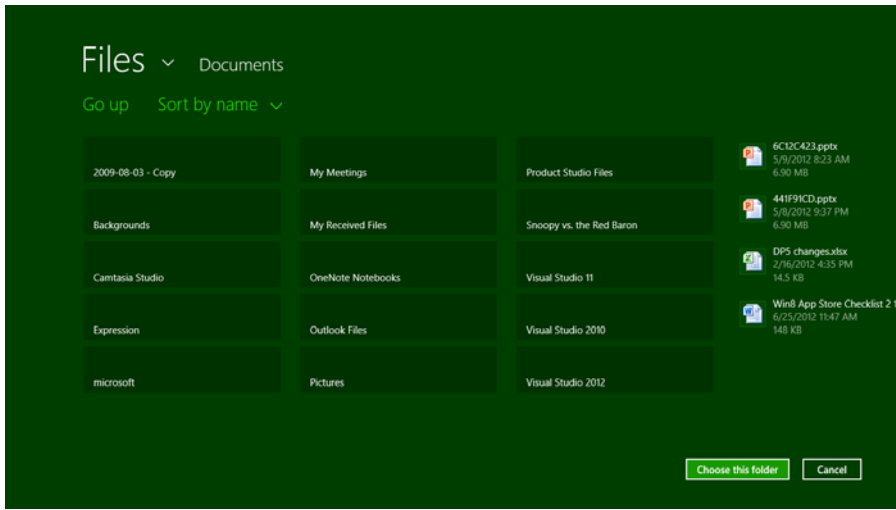 Files Documents
Go up Sort by name
2009-08-03 - Copy
Backgrounds
Camtasia Studio
Expression
microsoft
My Meetings
My Received Files
OneNote Notebooks
Outlook Files
Pictures
Product Studio Files
Snoopy vs. the Red Baron
Visual Studio 11
Visual Studio 2010
Visual Studio 2012
6C12C423.pptx
5/9/2012 8:23 AM
6.90 MB
441F91CD.pptx
5/8/2012 9:37 PM
6.90 MB
DP5 changes.xlsx
2/16/2012 4:35 PM
14.5 KB
Win8 App Store Checklist 2 1
6/25/2012 11:47 AM
148 KB
Choose this folder Cancel